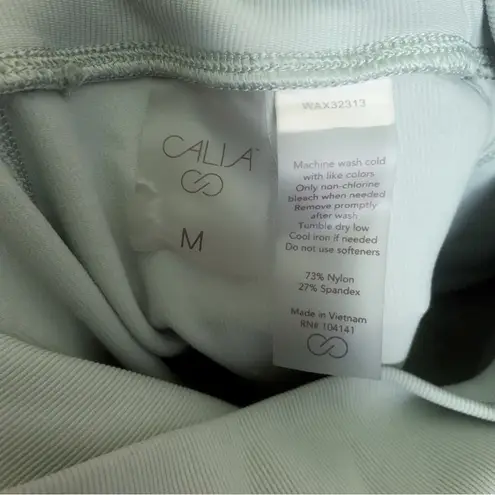 CALIA™
M
WAX32313
Machine wash cold
with like colors
Only non-chlorine
bleach when needed
Remove promptly
after wash
Tumble dry low
Cool iron if needed
Do not use softeners
73% Nylon
27% Spandex
Made in Vietnam
RN# 104141